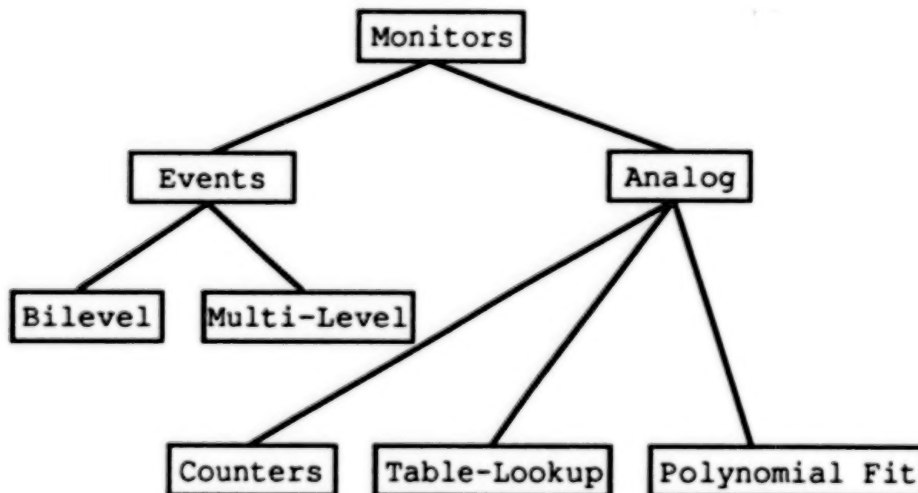 Monitors
Events
Analog
Bilevel
Multi-Level
Counters
Table-Lookup
Polynomial Fit